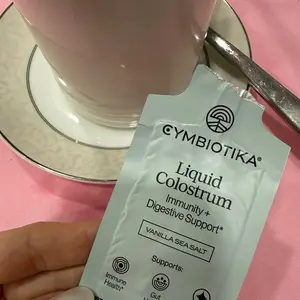 CYMBIOTIKA®
Liquid
Colostrum
Immunity +
Digestive Support*
VANILLA SEA SALT
Supports:
Immune
Health*
Gut